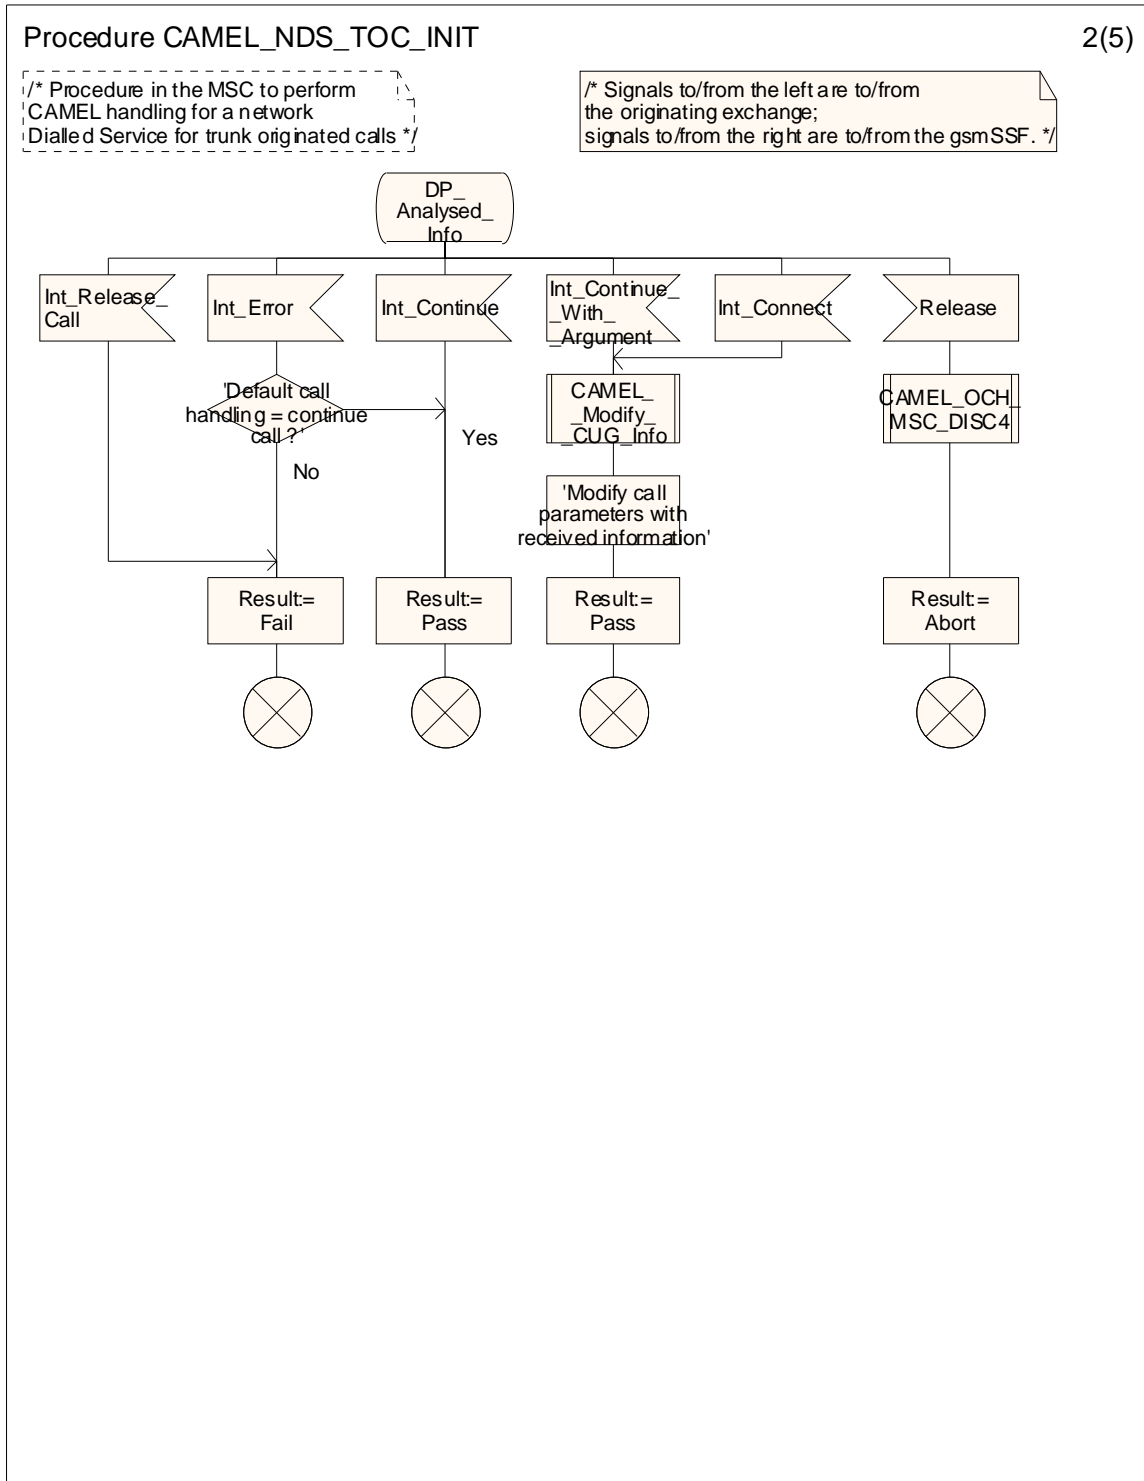 Procedure CAMEL_NDS_TOC_INIT
2(5)
/* Procedure in the MSC to perform
CAMEL handling for a network
Dialled Service for trunk originated calls */
/* Signals to/from the left are to/from
the originating exchange;
signals to/from the right are to/from the gsmSSF. */
DP_
Analysed_
Info
Int_Release_
Call
Int_Error
Int_Continue
Int_Continue_
_With_
_Argument
Int_Connect
Release
'Default call
handling = continue
call ?'
Yes
No
CAMEL_
_Modify_
_CUG_Info
CAMEL_OCH_
MSC_DISC4
'Modify call
parameters with
received information'
Result:=
Fail
Result:=
Pass
Result:=
Pass
Result:=
Abort